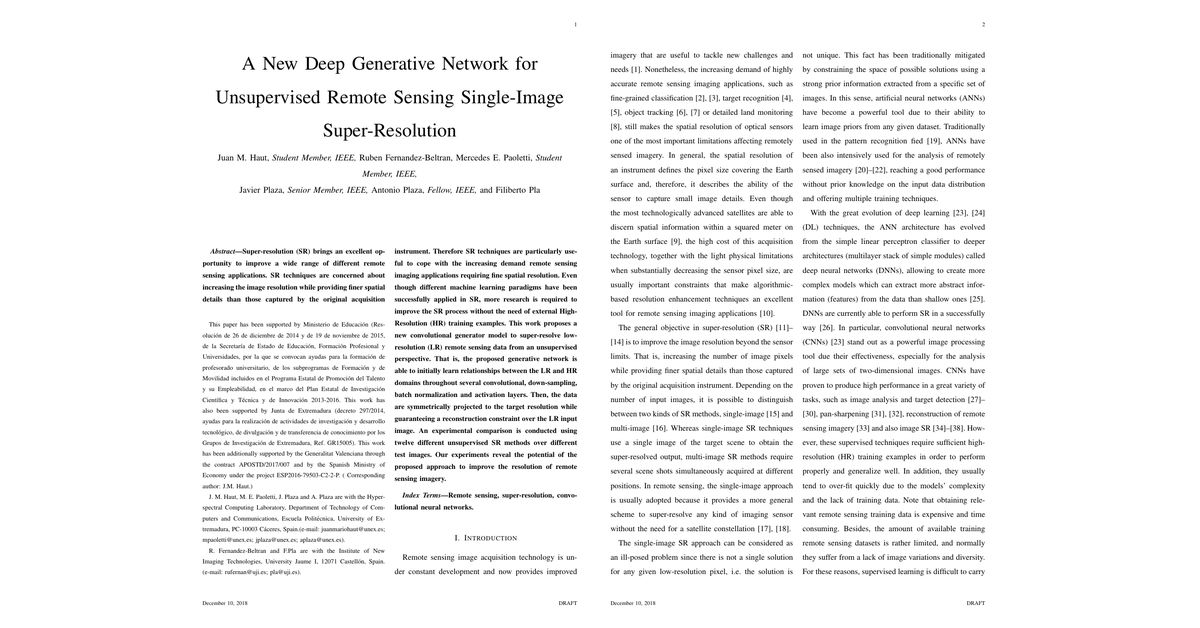 1
A New Deep Generative Network for
Unsupervised Remote Sensing Single-Image
Super-Resolution
Juan M. Haut, Student Member, IEEE, Ruben Fernandez-Beltran, Mercedes E. Paoletti, Student
Member, IEEE,
Javier Plaza, Senior Member, IEEE, Antonio Plaza, Fellow, IEEE, and Filiberto Pla
Abstract—Super-resolution (SR) brings an excellent op-
portunity to improve a wide range of different remote
sensing applications. SR techniques are concerned about
increasing the image resolution while providing finer spatial
details than those captured by the original acquisition
This paper has been supported by Ministerio de Educación (Res-
olución de 26 de diciembre de 2014 y de 19 de noviembre de 2015,
de la Secretaría de Estado de Educación, Formación Profesional y
Universidades, por la que se convocan ayudas para la formación de
profesorado universitario, de los subprogramas de Formación y de
Movilidad incluidos en el Programa Estatal de Promoción del Talento
y su Empleabilidad, en el marco del Plan Estatal de Investigación
Científica y Técnica y de Innovación 2013-2016. This work has
also been supported by Junta de Extremadura (decreto 297/2014,
ayudas para la realización de actividades de investigación y desarrollo
tecnológico, de divulgación y de transferencia de conocimiento por los
Grupos de Investigación de Extremadura, Ref. GR15005). This work
has been additionally supported by the Generalitat Valenciana through
the contract APOSTD/2017/007 and by the Spanish Ministry of
Economy under the project ESP2016-79503-C2-2-P. ( Corresponding
author: J.M. Haut.)
J. M. Haut, M. E. Paoletti, J. Plaza and A. Plaza are with the Hyper-
spectral Computing Laboratory, Department of Technology of Com-
puters and Communications, Escuela Politécnica, University of Ex-
tremadura, PC-10003 Cáceres, Spain.(e-mail: juanmariohaut@unex.es;
mpaoletti@unex.es; jplaza@unex.es; aplaza@unex.es).
R. Fernandez-Beltran and F.Pla are with the Institute of New
Imaging Technologies, University Jaume I, 12071 Castellón, Spain.
(e-mail: rufernan@uji.es; pla@uji.es).
instrument. Therefore SR techniques are particularly use-
ful to cope with the increasing demand remote sensing
imaging applications requiring fine spatial resolution. Even
though different machine learning paradigms have been
successfully applied in SR, more research is required to
improve the SR process without the need of external High-
Resolution (HR) training examples. This work proposes a
new convolutional generator model to super-resolve low-
resolution (LR) remote sensing data from an unsupervised
perspective. That is, the proposed generative network is
able to initially learn relationships between the LR and HR
domains throughout several convolutional, down-sampling,
batch normalization and activation layers. Then, the data
are symmetrically projected to the target resolution while
guaranteeing a reconstruction constraint over the LR input
image. An experimental comparison is conducted using
twelve different unsupervised SR methods over different
test images. Our experiments reveal the potential of the
proposed approach to improve the resolution of remote
sensing imagery.
Index Terms—Remote sensing, super-resolution, convo-
lutional neural networks.
I. Introduction
Remote sensing image acquisition technology is un-
der constant development and now provides improved
December 10, 2018
DRAFT
2
imagery that are useful to tackle new challenges and
needs [1]. Nonetheless, the increasing demand of highly
accurate remote sensing imaging applications, such as
fine-grained classification [2], [3], target recognition [4],
[5], object tracking [6], [7] or detailed land monitoring
[8], still makes the spatial resolution of optical sensors
one of the most important limitations affecting remotely
sensed imagery. In general, the spatial resolution of
an instrument defines the pixel size covering the Earth
surface and, therefore, it describes the ability of the
sensor to capture small image details. Even though
the most technologically advanced satellites are able to
discern spatial information within a squared meter on
the Earth surface [9], the high cost of this acquisition
technology, together with the light physical limitations
when substantially decreasing the sensor pixel size, are
usually important constraints that make algorithmic-
based resolution enhancement techniques an excellent
tool for remote sensing imaging applications [10].
The general objective in super-resolution (SR) [11–
[14] is to improve the image resolution beyond the sensor
limits. That is, increasing the number of image pixels
while providing finer spatial details than those captured
by the original acquisition instrument. Depending on the
number of input images, it is possible to distinguish
between two kinds of SR methods, single-image [15] and
multi-image [16]. Whereas single-image SR techniques
use a single image of the target scene to obtain the
super-resolved output, multi-image SR methods require
several scene shots simultaneously acquired at different
positions. In remote sensing, the single-image approach
is usually adopted because it provides a more general
scheme to super-resolve any kind of imaging sensor
without the need for a satellite constellation [17], [18].
The single-image SR approach can be considered as
an ill-posed problem since there is not a single solution
for any given low-resolution pixel, i.e. the solution is
not unique. This fact has been traditionally mitigated
by constraining the space of possible solutions using a
strong prior information extracted from a specific set of
images. In this sense, artificial neural networks (ANNs)
have become a powerful tool due to their ability to
learn image priors from any given dataset. Traditionally
used in the pattern recognition fied [19], ANNs have
been also intensively used for the analysis of remotely
sensed imagery [20]–[22], reaching a good performance
without prior knowledge on the input data distribution
and offering multiple training techniques.
With the great evolution of deep learning [23], [24]
(DL) techniques, the ANN architecture has evolved
from the simple linear perceptron classifier to deeper
architectures (multilayer stack of simple modules) called
deep neural networks (DNNs), allowing to create more
complex models which can extract more abstract infor-
mation (features) from the data than shallow ones [25].
DNNs are currently able to perform SR in a successfully
way [26]. In particular, convolutional neural networks
(CNNs) [23] stand out as a powerful image processing
tool due to their effectiveness, especially for the analysis
of large sets of two-dimensional images. CNNs have
proven to produce high performance in a great variety of
tasks, such as image analysis and target detection [27]–
[30], pan-sharpening [31], [32], reconstruction of remote
sensing imagery [33] and also image SR [34]–[38]. How-
ever, these supervised techniques require sufficient high-
resolution (HR) training examples in order to perform
properly and generalize well. In addition, they usually
tend to over-fit quickly due to the models' complexity
and the lack of training data. Note that obtaining rele-
vant remote sensing training data is expensive and time
consuming. Besides, the amount of available training
remote sensing datasets is rather limited, and normally
they suffer from a lack of image variations and diversity.
For these reasons, supervised learning is difficult to carry
December 10, 2018
DRAFT